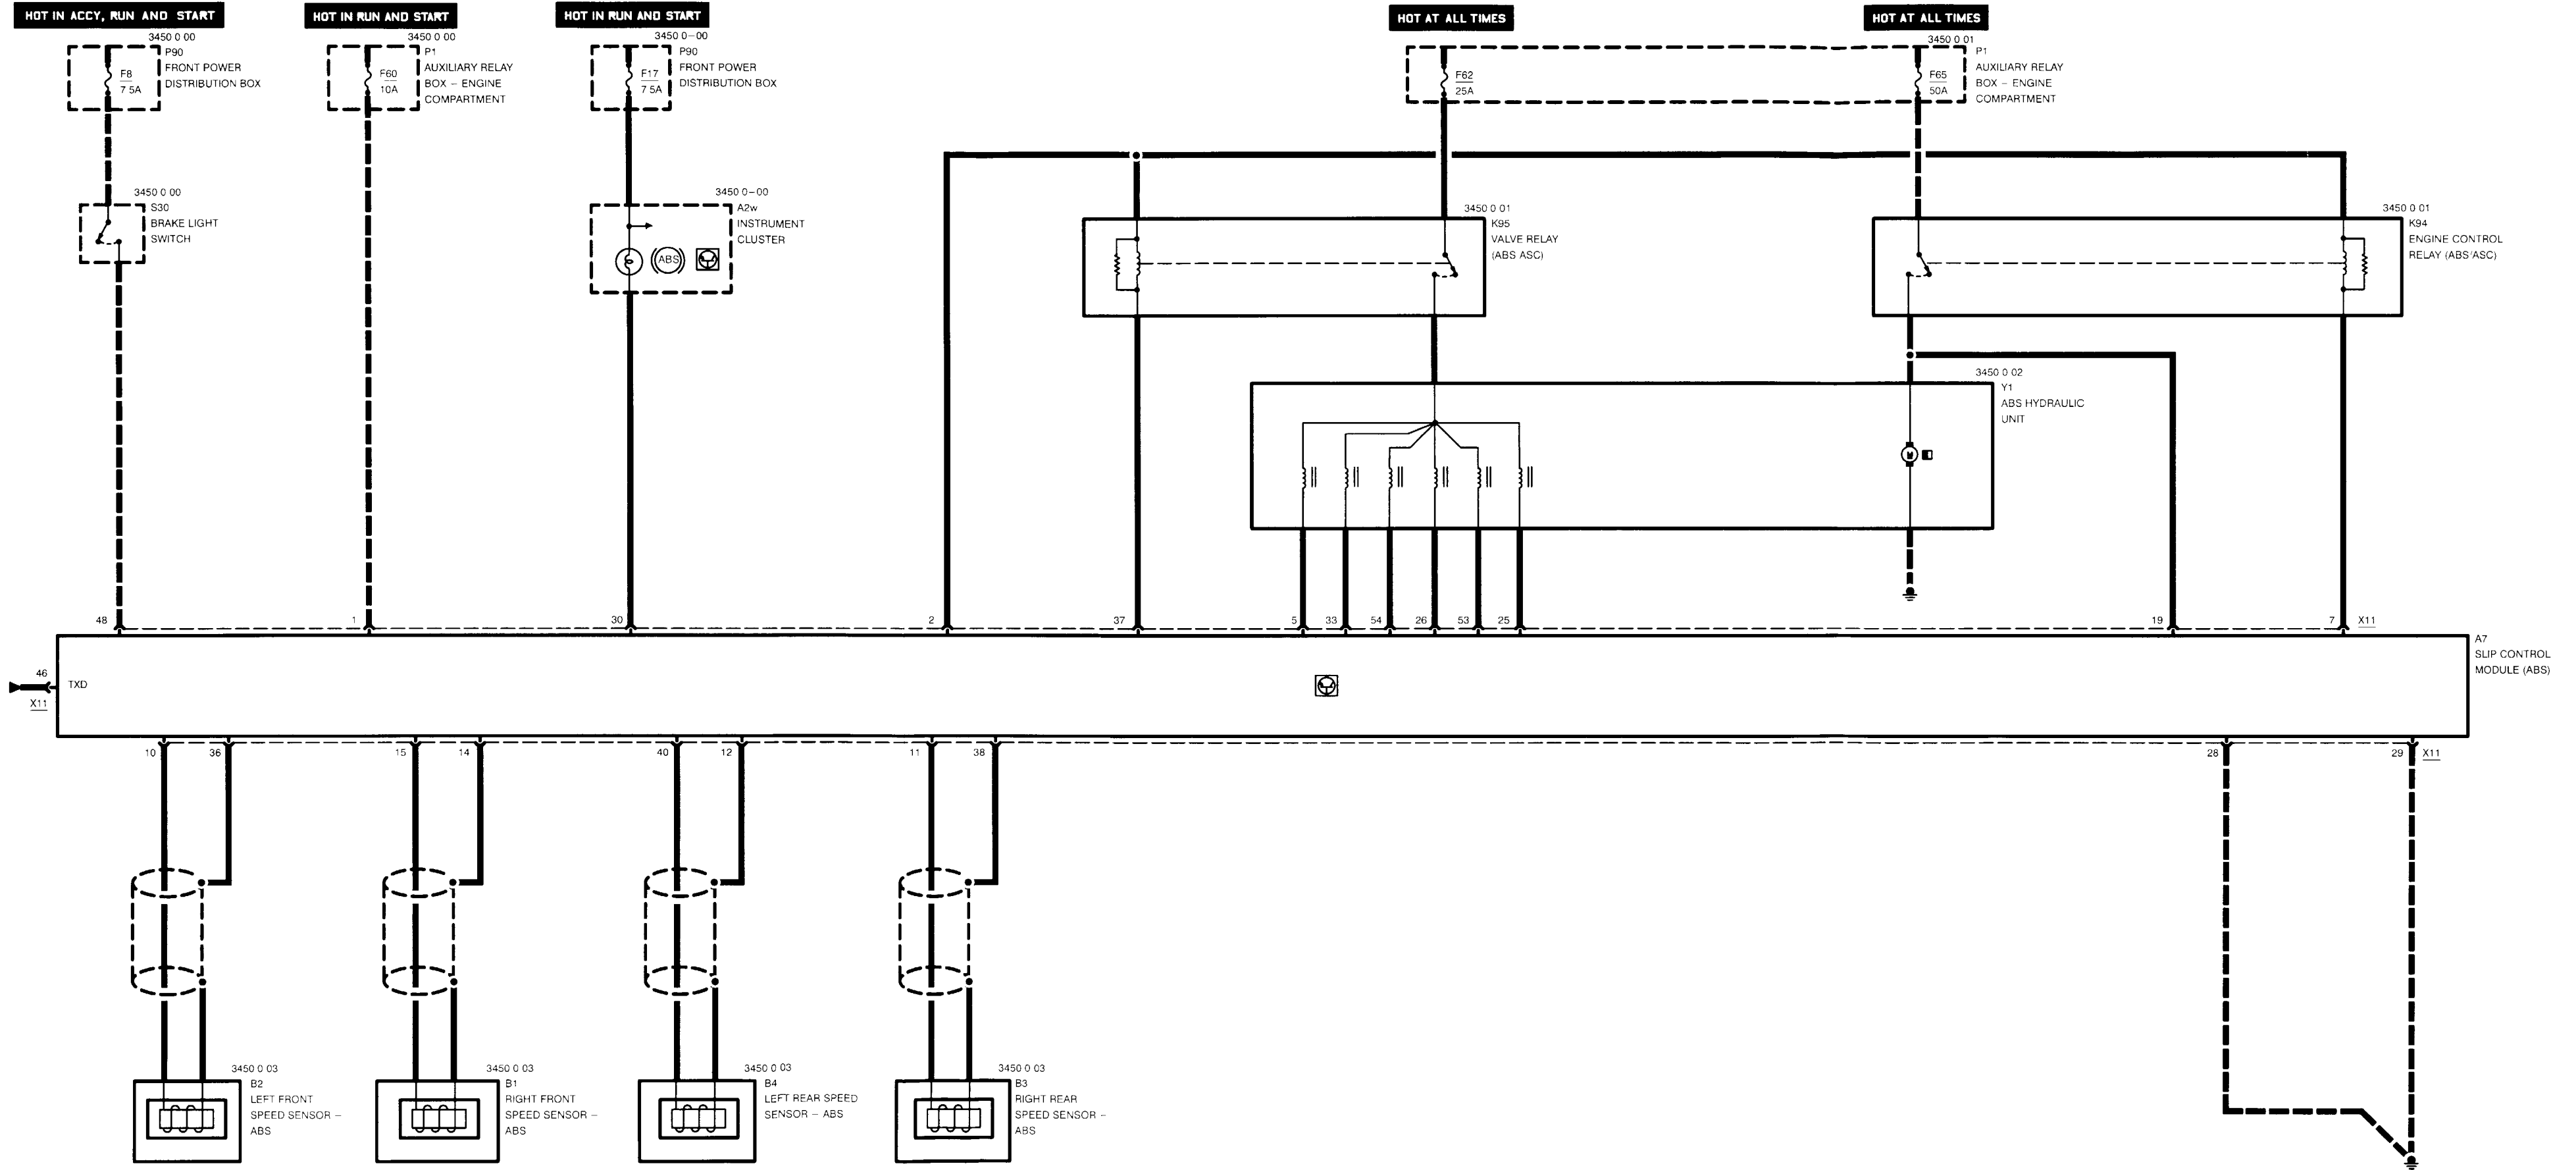 HOT IN ACCY, RUN AND START
HOT IN RUN AND START
HOT IN RUN AND START
HOT AT ALL TIMES
HOT AT ALL TIMES
3450 0 00
P90
FRONT POWER
DISTRIBUTION BOX
F8
7 5A
3450 0 00
P1
AUXILIARY RELAY
BOX – ENGINE
COMPARTMENT
F60
10A
3450 0–00
P90
FRONT POWER
DISTRIBUTION BOX
F17
7 5A
F62
25A
F65
50A
3450 0 01
P1
AUXILIARY RELAY
BOX – ENGINE
COMPARTMENT
3450 0 00
S30
BRAKE LIGHT
SWITCH
3450 0–00
A2w
INSTRUMENT
CLUSTER
ABS
3450 0 01
K95
VALVE RELAY
(ABS ASC)
3450 0 01
K94
ENGINE CONTROL
RELAY (ABS/ASC)
3450 0 02
Y1
ABS HYDRAULIC
UNIT
M
48
1
30
2
37
5
33
54
26
53
25
19
7
X11
A7
SLIP CONTROL
MODULE (ABS)
46
TXD
X11
10
36
15
14
40
12
11
38
28
29
X11
3450 0 03
B2
LEFT FRONT
SPEED SENSOR –
ABS
3450 0 03
B1
RIGHT FRONT
SPEED SENSOR –
ABS
3450 0 03
B4
LEFT REAR SPEED
SENSOR – ABS
3450 0 03
B3
RIGHT REAR
SPEED SENSOR –
ABS